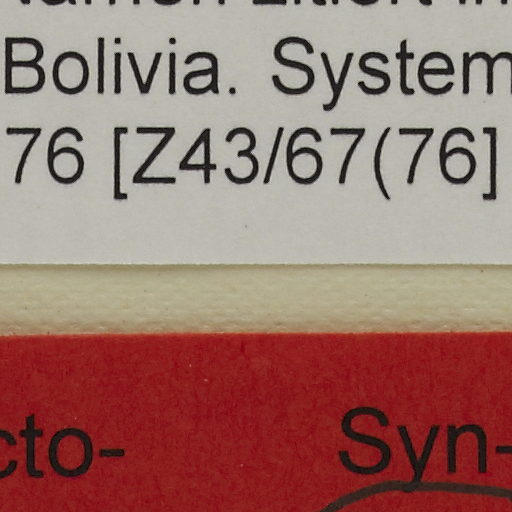 Bolivia. System
76 [Z43/67(76]
cto- Syn-